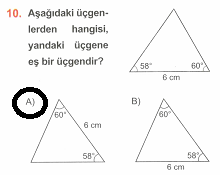 10. Aşağıdaki üçgen-
lerden hangisi,
yandaki üçgene
eş bir üçgendir?
58° 60°
6 cm
A)
60°
6 cm
58°
B)
58° 60°
6 cm